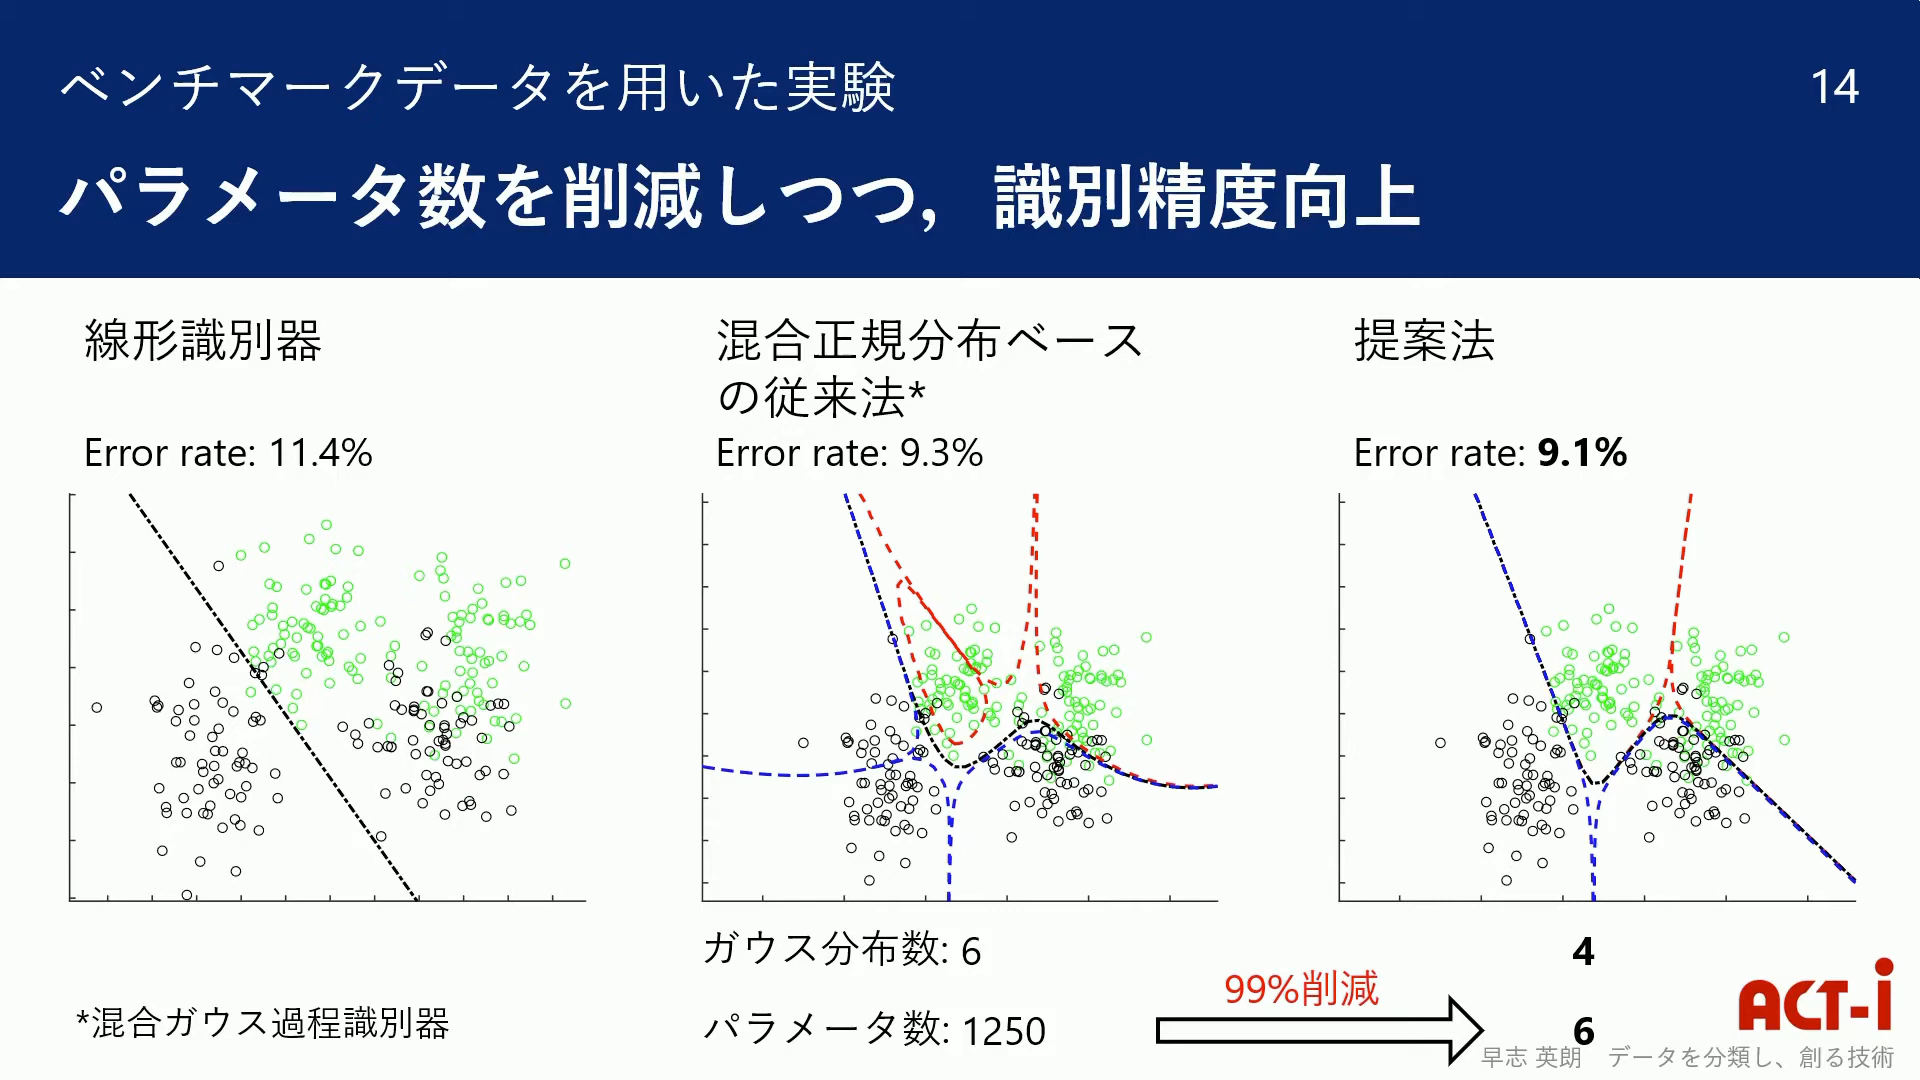 ベンチマークデータを用いた実験
14
パラメータ数を削減しつつ, 識別精度向上
線形識別器
Error rate: 11.4%
混合正規分布ベース
の従来法*
Error rate: 9.3%
提案法
Error rate: 9.1%
ガウス分布数: 6
4
99%削減
パラメータ数: 1250
6
*混合ガウス過程識別器
ACT-i
早志 英朗 データを分類し、創る技術